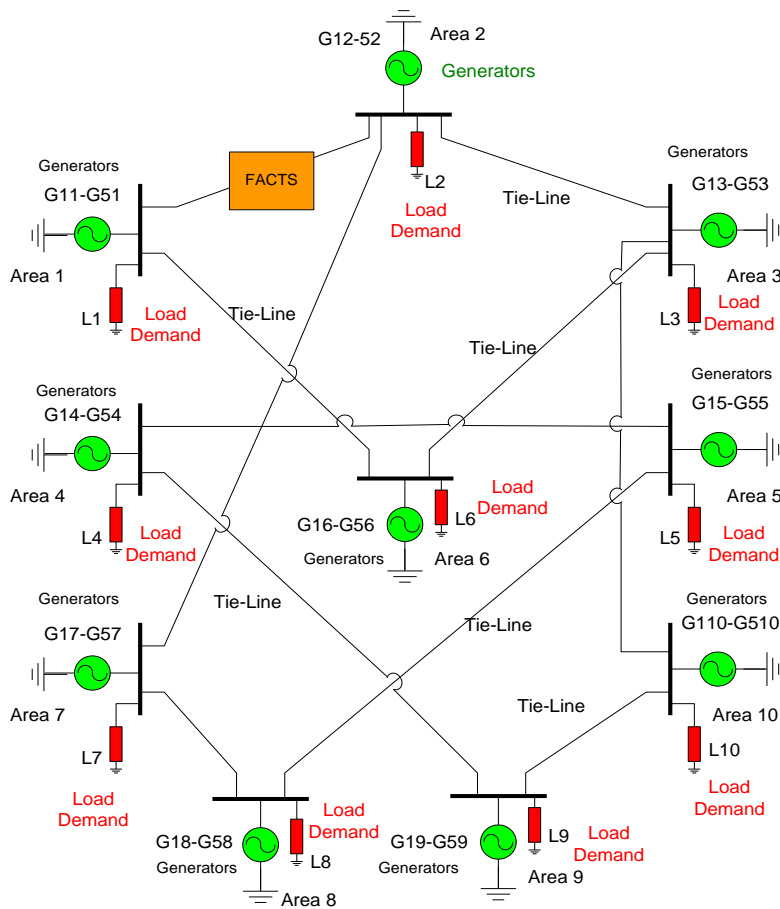 G12-52
Area 2
Generators
FACTS
L2
Load
Demand
Tie-Line
Generators
G11-G51
Area 1
L1
Load
Demand
Generators
G13-G53
Area 3
L3
Load
Demand
Tie-Line
Tie-Line
Generators
G14-G54
Area 4
L4
Load
Demand
Generators
G15-G55
Area 5
L5
Load
Demand
Load
Demand
L6
G16-G56
Generators
Area 6
Tie-Line
Tie-Line
Generators
G17-G57
Area 7
L7
Load
Demand
Generators
G110-G510
Area 10
L10
Load
Demand
Tie-Line
G18-G58
Generators
Area 8
L8
Load
Demand
G19-G59
Generators
Area 9
L9
Load
Demand